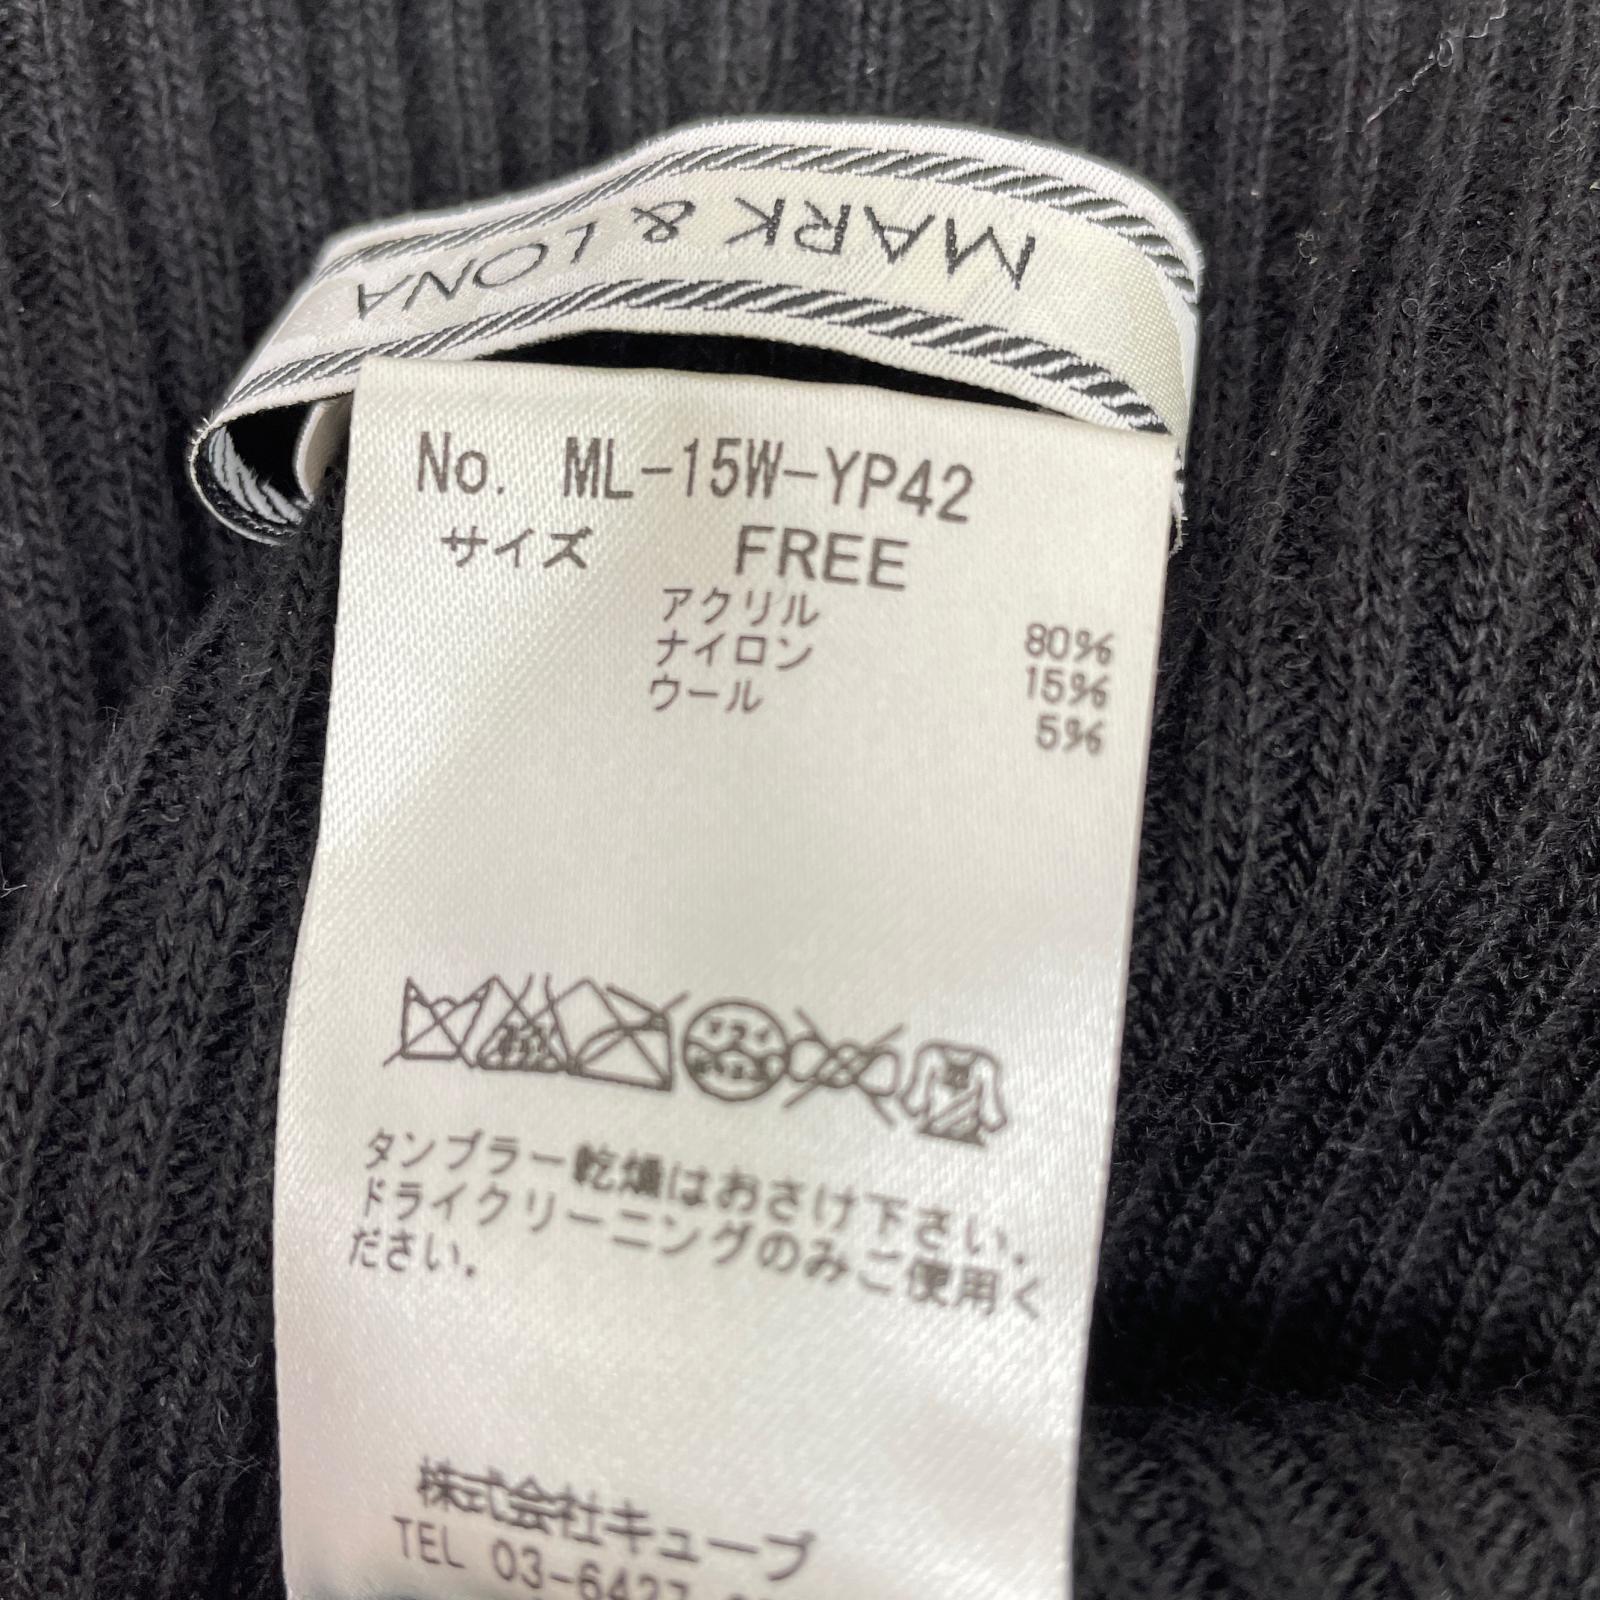 MARK & LONA
No. ML-15W-YP42
サイズ FREE
アクリル 80%
ナイロン 15%
ウール 5%
ドライ
タンブラー乾燥はおさけ下さい.
ドライクリーニングのみご使用く
ださい.
株式会社キューブ
TEL 03-6427